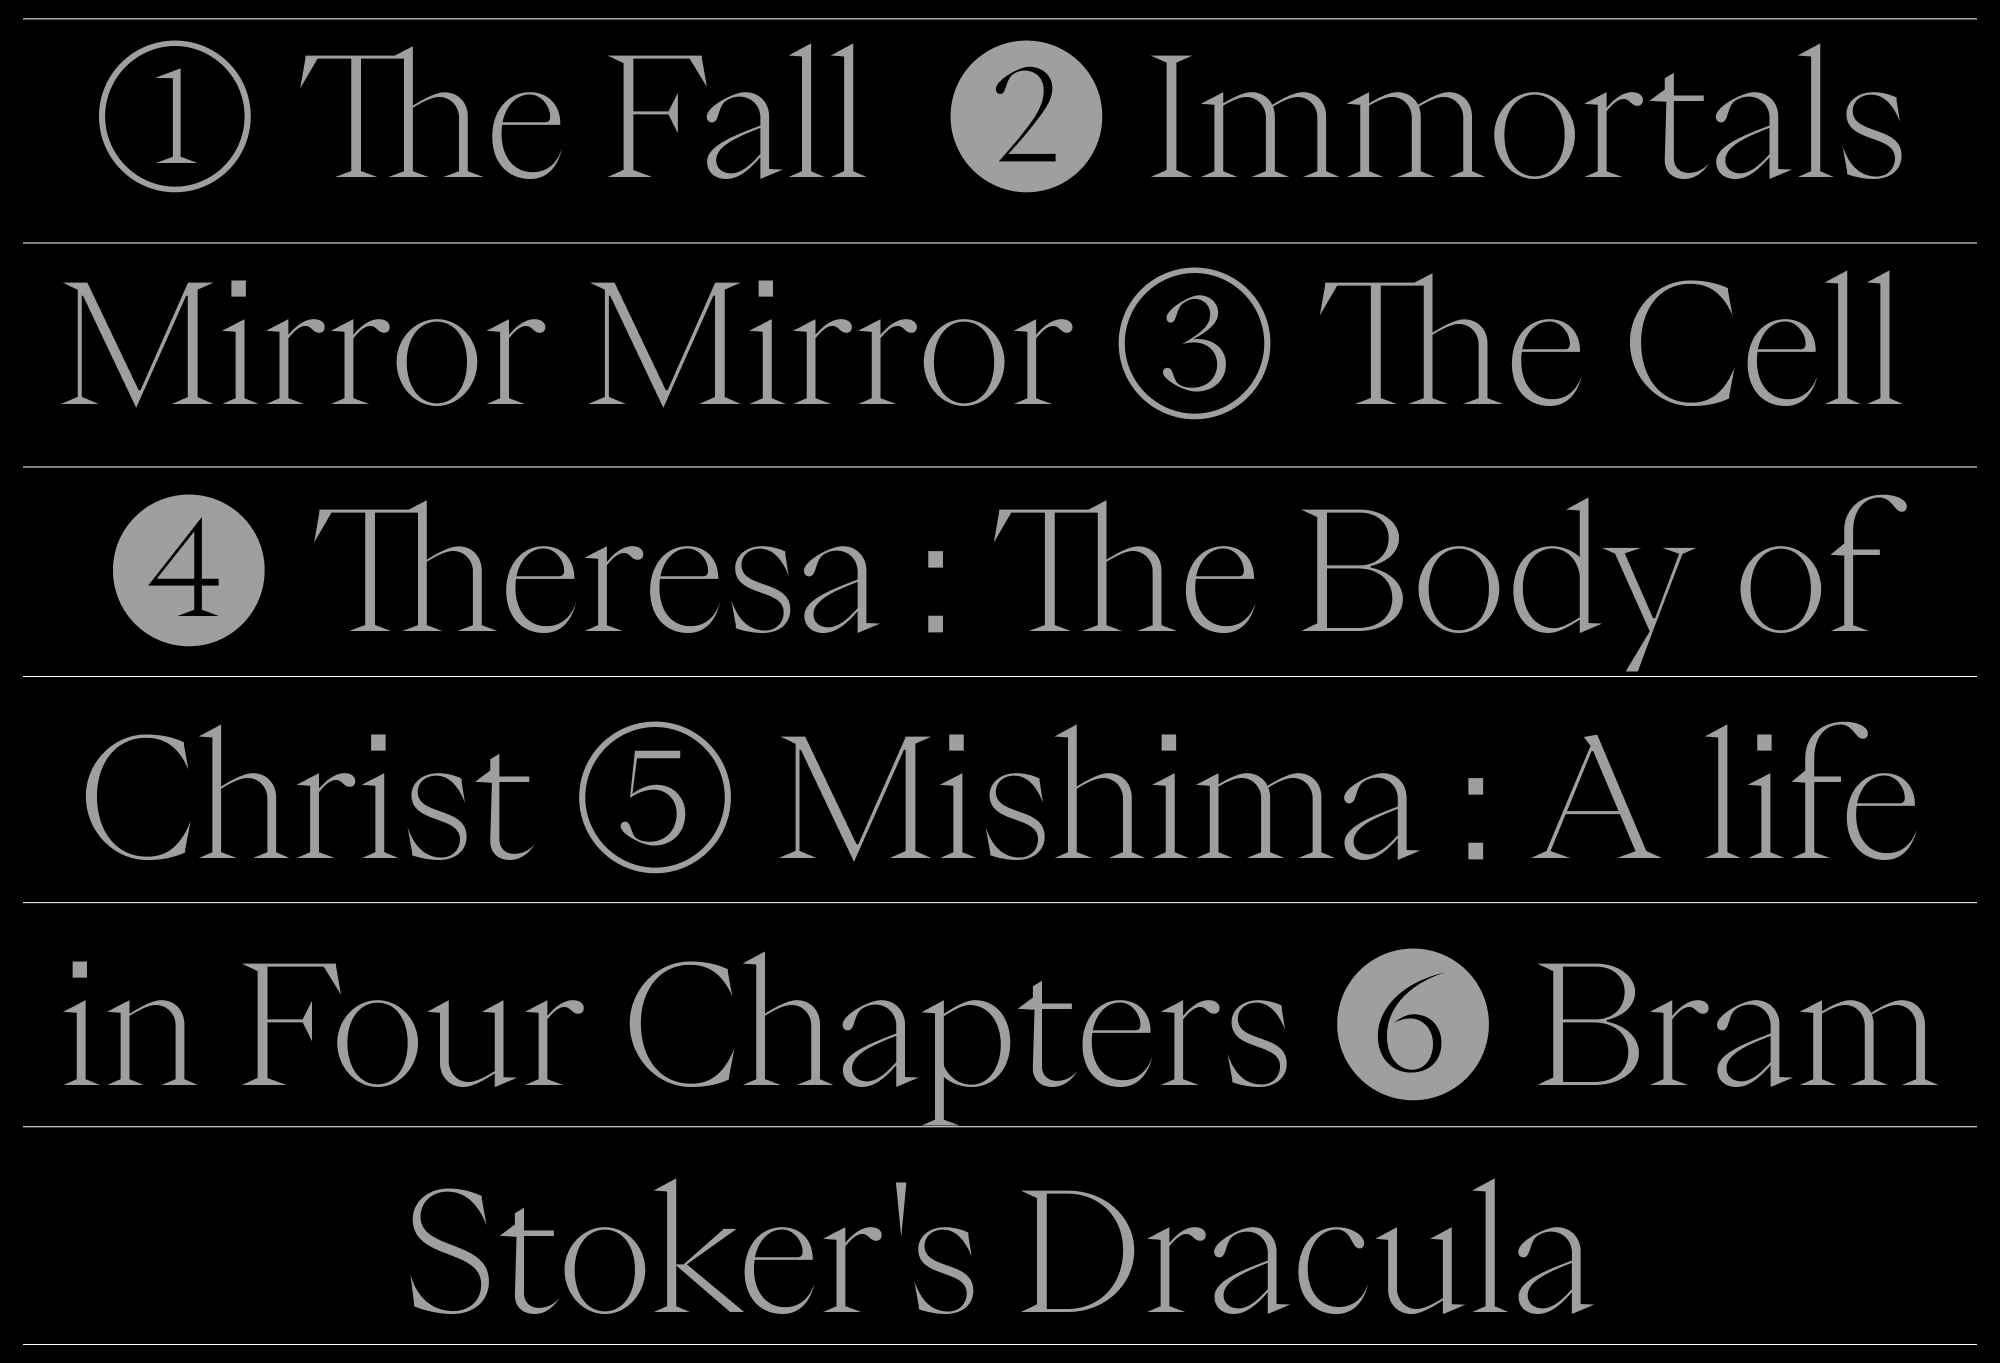 ① The Fall ❷ Immortals
Mirror Mirror ③ The Cell
❹ Theresa : The Body of
Christ ⑤ Mishima : A life
in Four Chapters ❻ Bram
Stoker's Dracula